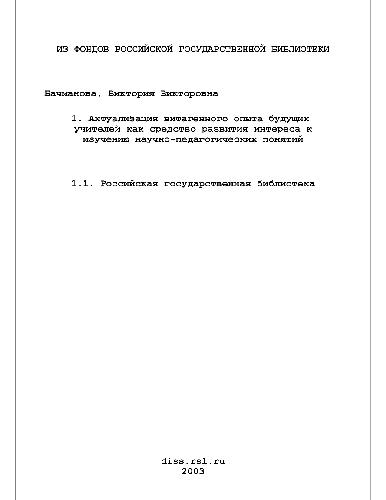 ИЗ ФОНДОВ РОССИЙСКОЙ ГОСУДАРСТВЕННОЙ БИБЛИОТЕКИ
Бачманова, Виктория Викторовна
1. Актуализация витагенного опыта будущих
учителей как средство развития интереса к
изучению научно-педагогических понятий
1.1. Российская государственная библиотека
diss.rsl.ru
2003